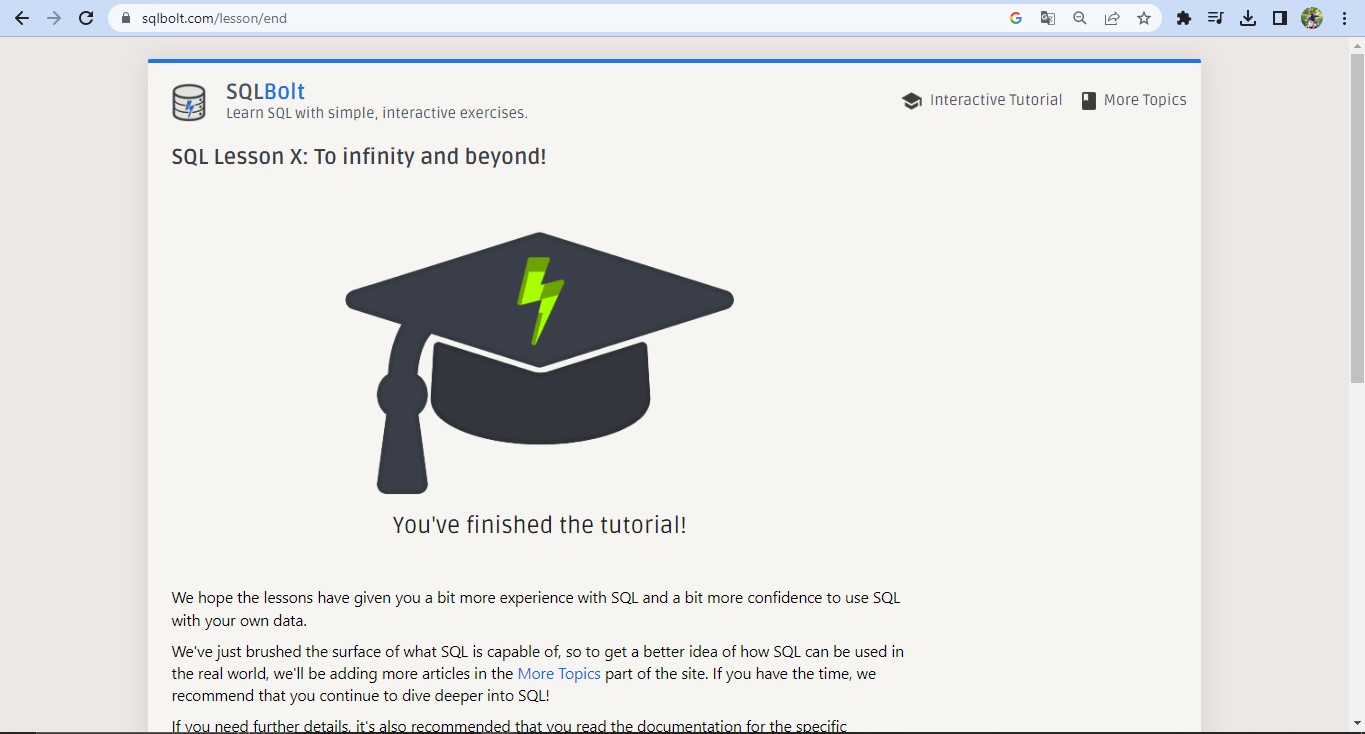 sqlbolt.com/lesson/end
SQLBolt
Learn SQL with simple, interactive exercises.
Interactive Tutorial
More Topics
SQL Lesson X: To infinity and beyond!
You've finished the tutorial!
We hope the lessons have given you a bit more experience with SQL and a bit more confidence to use SQL
with your own data.
We've just brushed the surface of what SQL is capable of, so to get a better idea of how SQL can be used in
the real world, we'll be adding more articles in the More Topics part of the site. If you have the time, we
recommend that you continue to dive deeper into SQL!
If you need further details, it's also recommended that you read the documentation for the specific